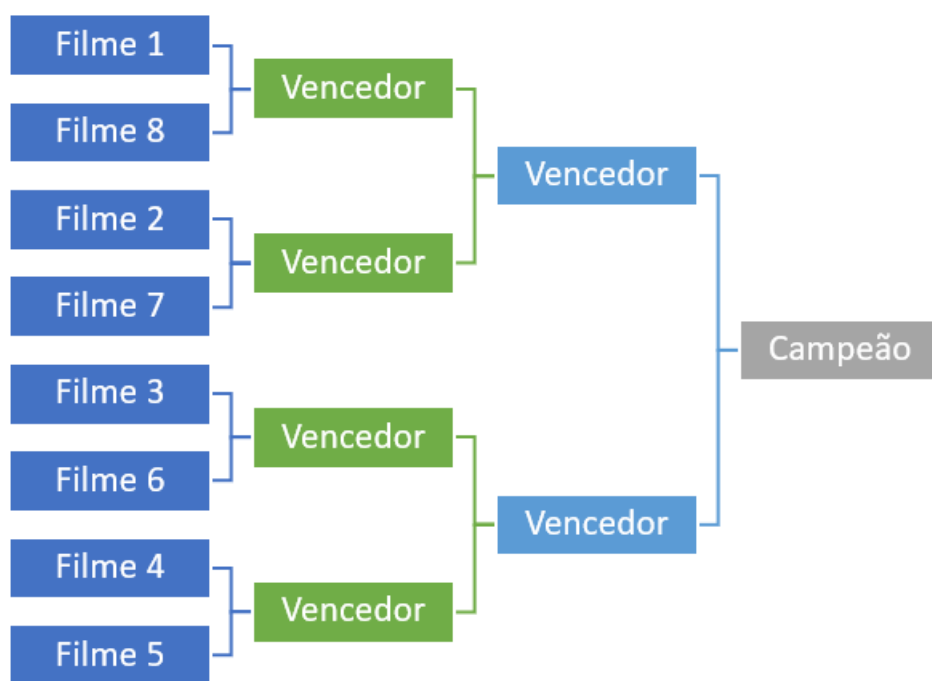 Filme 1
Filme 8
Filme 2
Filme 7
Filme 3
Filme 6
Filme 4
Filme 5
Vencedor
Vencedor
Vencedor
Vencedor
Vencedor
Vencedor
Campeão